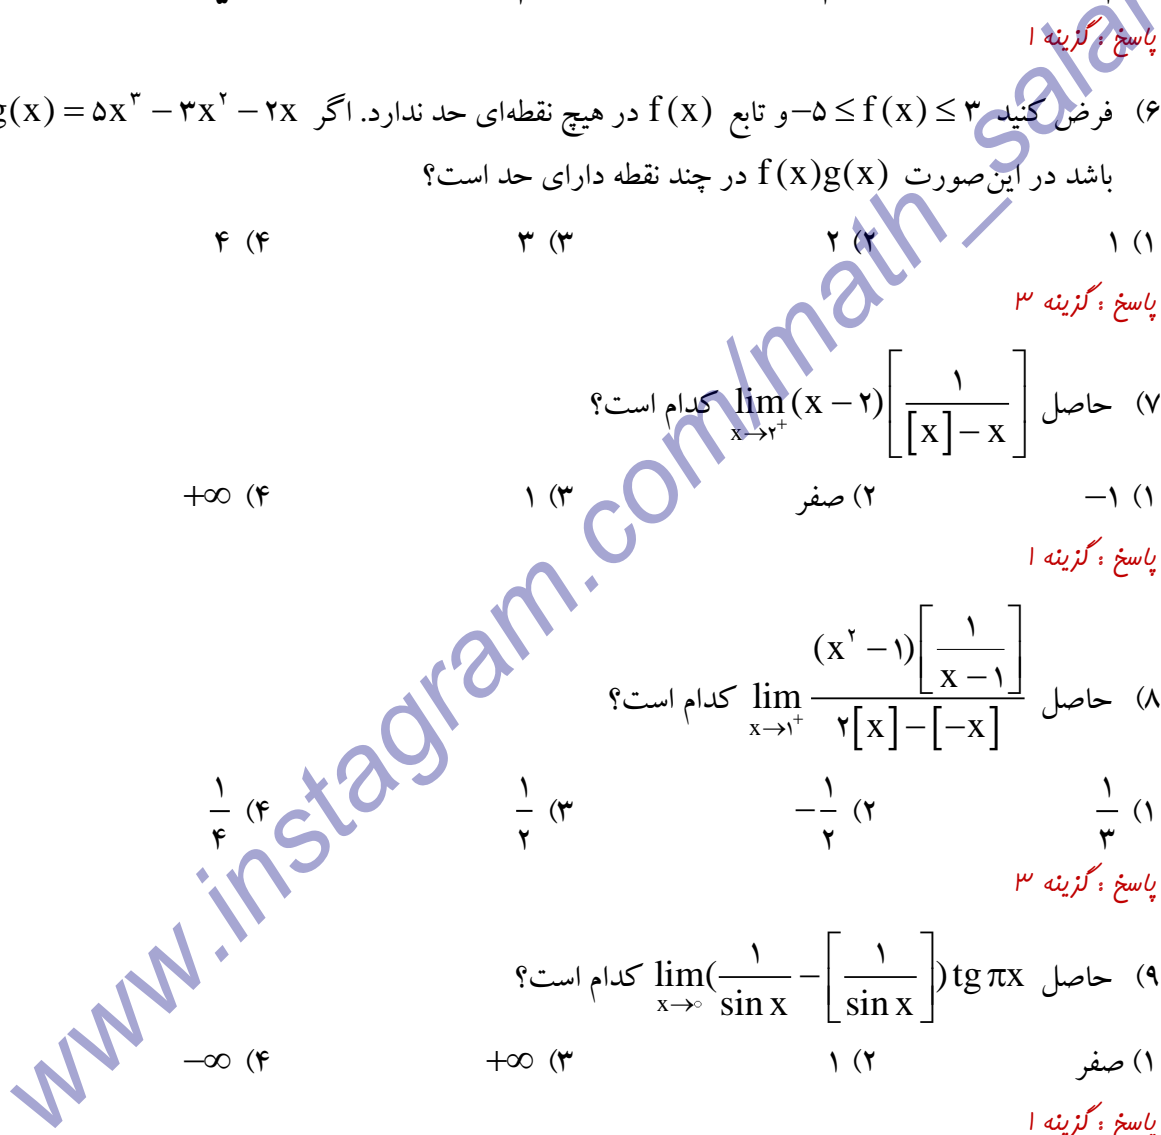 پاسخ : گزینه ۱
۶) فرض کنید −۵ ≤ f(x) ≤ ۳ و تابع f(x) در هیچ نقطه‌ای حد ندارد. اگر g(x) = ۵x^۳ − ۳x^۲ − ۲x
باشد در این‌صورت f(x)g(x) در چند نقطه دارای حد است؟
۱) ۱ ۲) ۲ ۳) ۳ ۴) ۴
پاسخ : گزینه ۳
۷) حاصل lim x→۲⁺ (x − ۲)[۱/([x] − x)] کدام است؟
۱) −۱ ۲) صفر ۳) ۱ ۴) +∞
پاسخ : گزینه ۱
۸) حاصل lim x→۱⁺ ((x^۲ − ۱)[۱/(x − ۱)])/(۲[x] − [−x]) کدام است؟
۱) ۱/۳ ۲) −۱/۲ ۳) ۱/۲ ۴) ۱/۴
پاسخ : گزینه ۳
۹) حاصل lim x→۰ (۱/sin x − [۱/sin x]) tg πx کدام است؟
۱) صفر ۲) ۱ ۳) +∞ ۴) −∞
پاسخ : گزینه ۱
www.instagram.com/math_salar